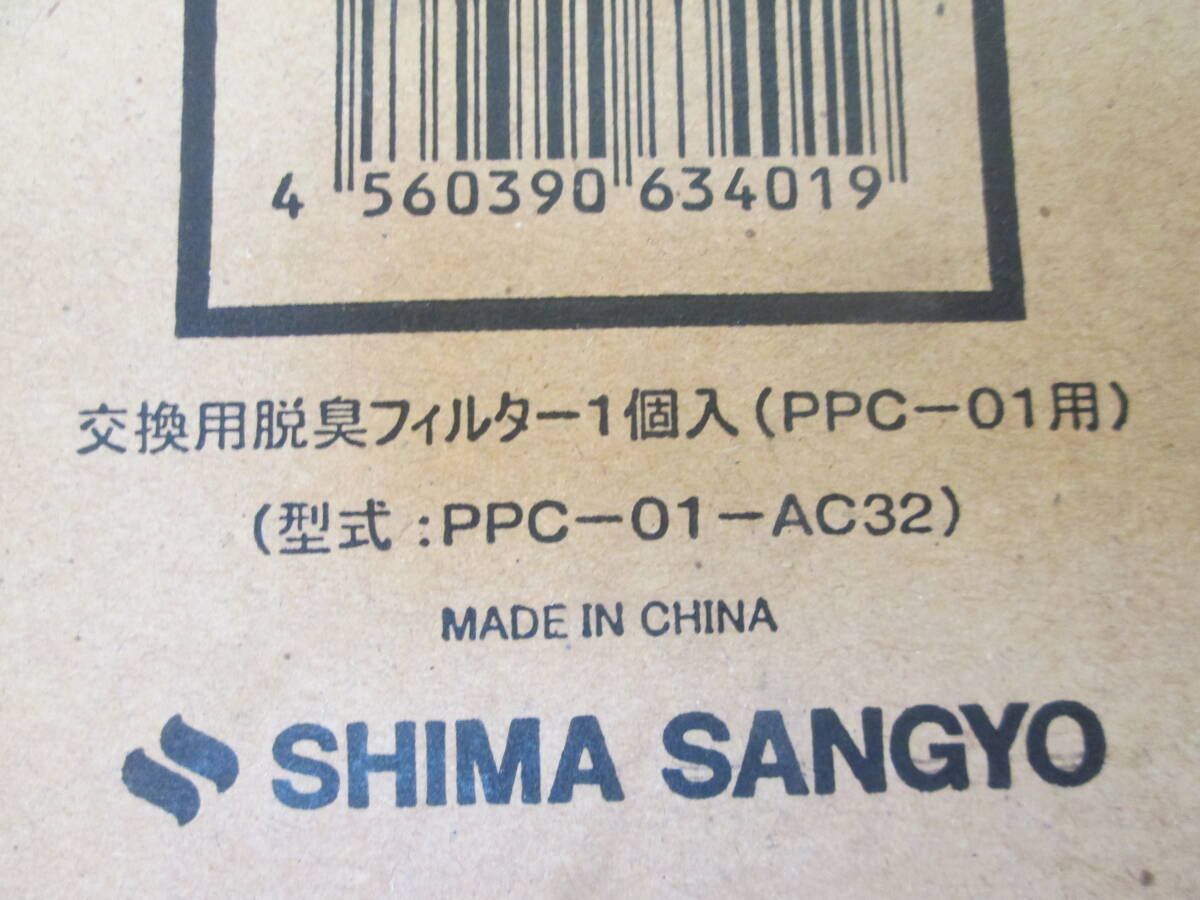 4 560390 634019
交換用脱臭フィルター1個入(PPC-01用)
(型式:PPC-01-AC32)
MADE IN CHINA
SHIMA SANGYO